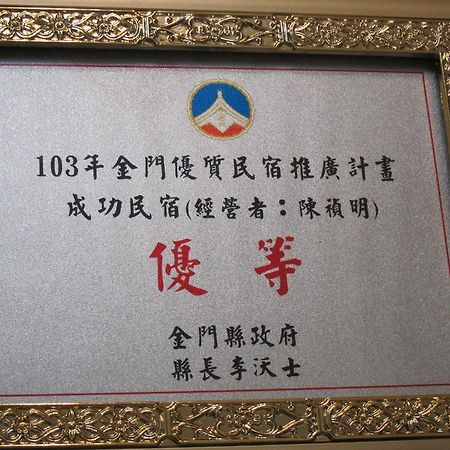 103年金門優質民宿推廣計畫
成功民宿(經營者：陳禎明)
優等
金門縣政府
縣長李沃士